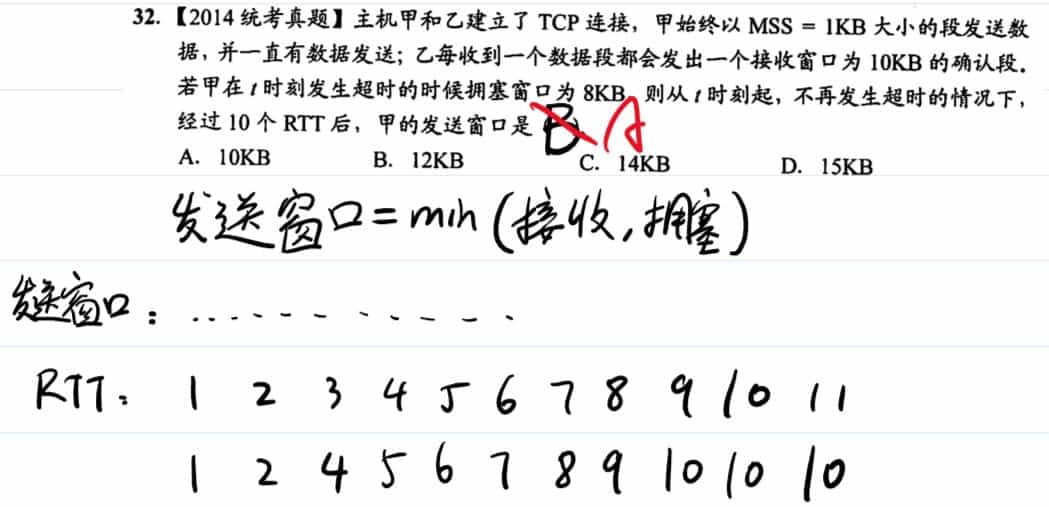 32. 【2014 统考真题】主机甲和乙建立了 TCP 连接，甲始终以 MSS = 1KB 大小的段发送数
据，并一直有数据发送；乙每收到一个数据段都会发出一个接收窗口为 10KB 的确认段。
若甲在 t 时刻发生超时的时候拥塞窗口为 8KB，则从 t 时刻起，不再发生超时的情况下，
经过 10 个 RTT 后，甲的发送窗口是 B A
A. 10KB B. 12KB C. 14KB D. 15KB
发送窗口=min(接收,拥塞)
发送窗口: ...........
RTT: 1 2 3 4 5 6 7 8 9 10 11
1 2 4 5 6 7 8 9 10 10 10